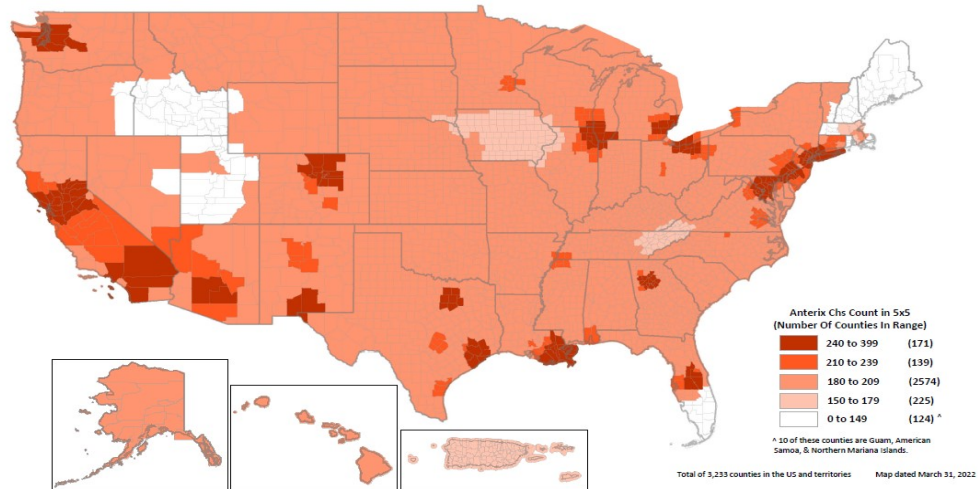 Anterix Chs Count in 5x5
(Number Of Counties In Range)
240 to 399 (171)
210 to 239 (139)
180 to 209 (2574)
150 to 179 (225)
0 to 149 (124) ^
^ 10 of these counties are Guam, American
Samoa, & Northern Mariana Islands.
Total of 3,233 counties in the US and territories Map dated March 31, 2022